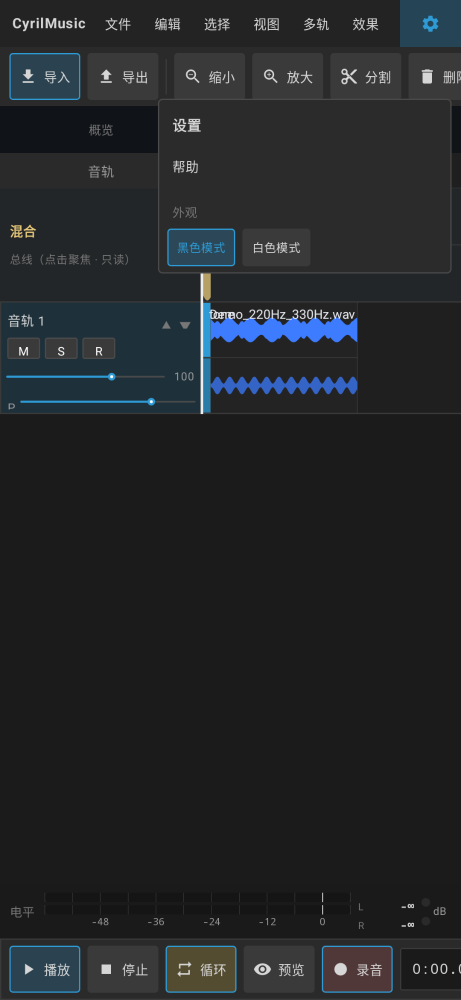 CyrilMusic 文件 编辑 选择 视图 多轨 效果
导入 导出 缩小 放大 分割
概览
音轨
设置
帮助
外观
黑色模式 白色模式
混合
总线（点击聚焦 · 只读）
音轨 1
M S R
100
emo_220Hz_330Hz.wav
电平
-48 -36 -24 -12 0
L -∞
R -∞
dB
播放 停止 循环 预览 录音 0:00.